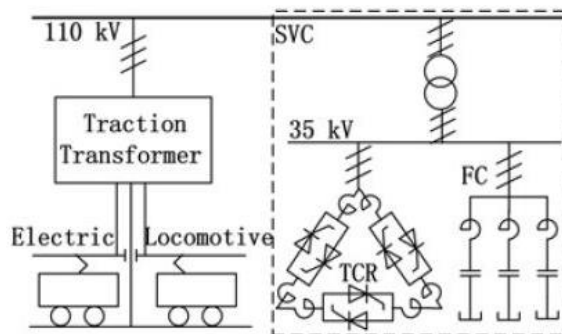 110 kV
SVC
Traction
Transformer
35 kV
FC
Electric
Locomotive
TCR